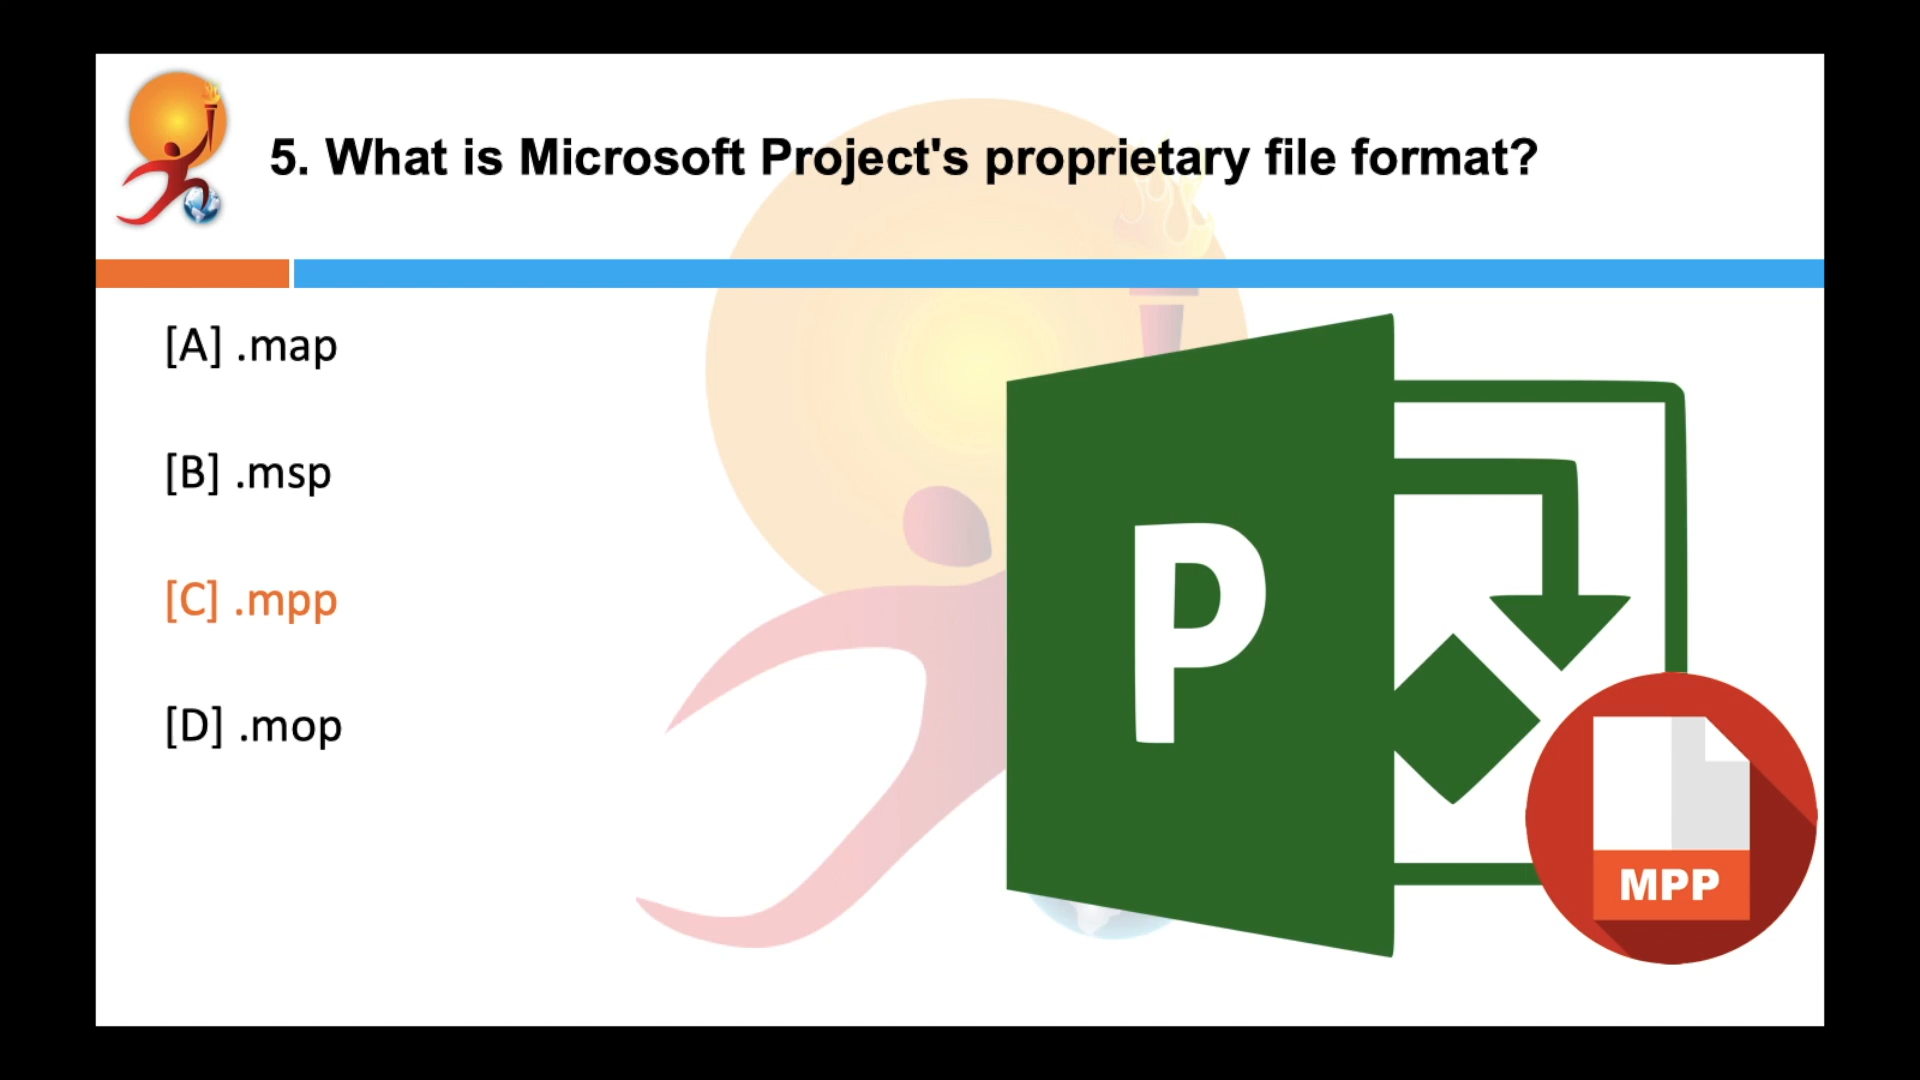 5. What is Microsoft Project's proprietary file format?
[A] .map
[B] .msp
[C] .mpp
[D] .mop
P
MPP